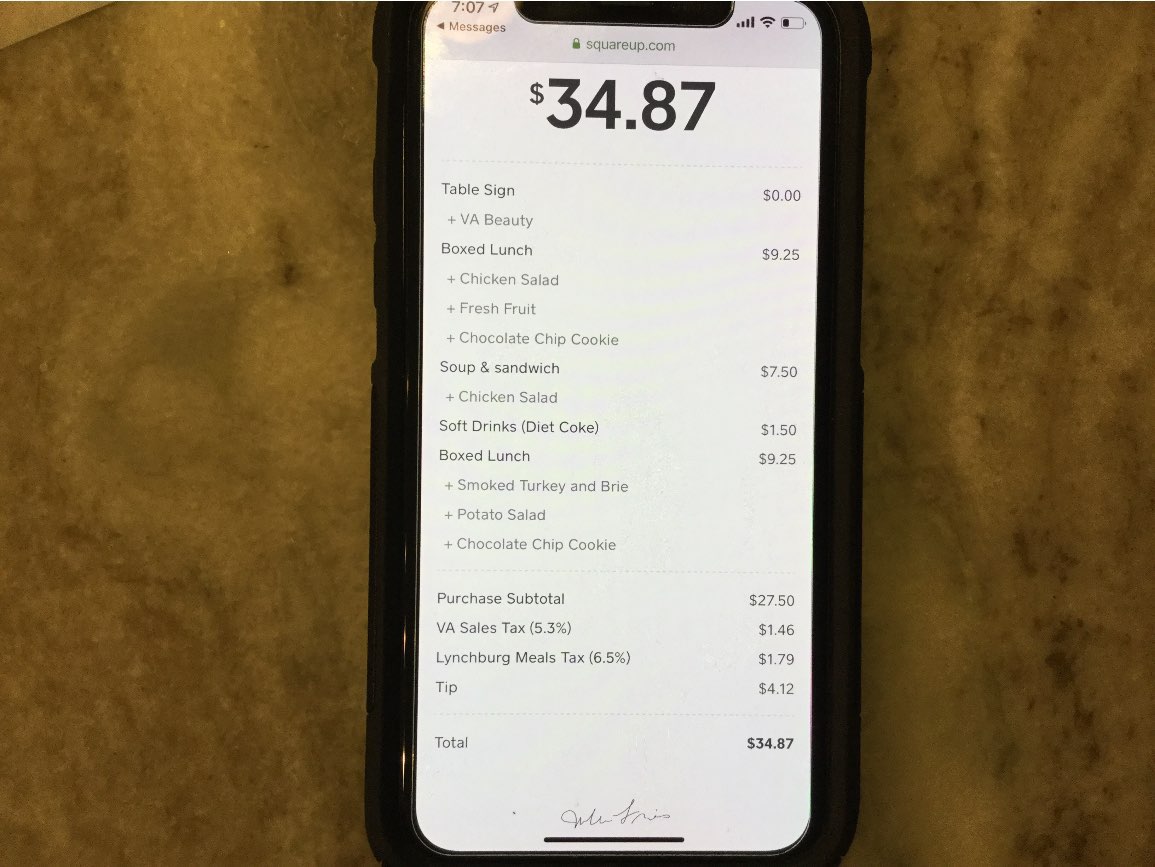 7:07
◀ Messages
squareup.com
$34.87
Table Sign $0.00
+ VA Beauty
Boxed Lunch $9.25
+ Chicken Salad
+ Fresh Fruit
+ Chocolate Chip Cookie
Soup & sandwich $7.50
+ Chicken Salad
Soft Drinks (Diet Coke) $1.50
Boxed Lunch $9.25
+ Smoked Turkey and Brie
+ Potato Salad
+ Chocolate Chip Cookie
Purchase Subtotal $27.50
VA Sales Tax (5.3%) $1.46
Lynchburg Meals Tax (6.5%) $1.79
Tip $4.12
Total $34.87